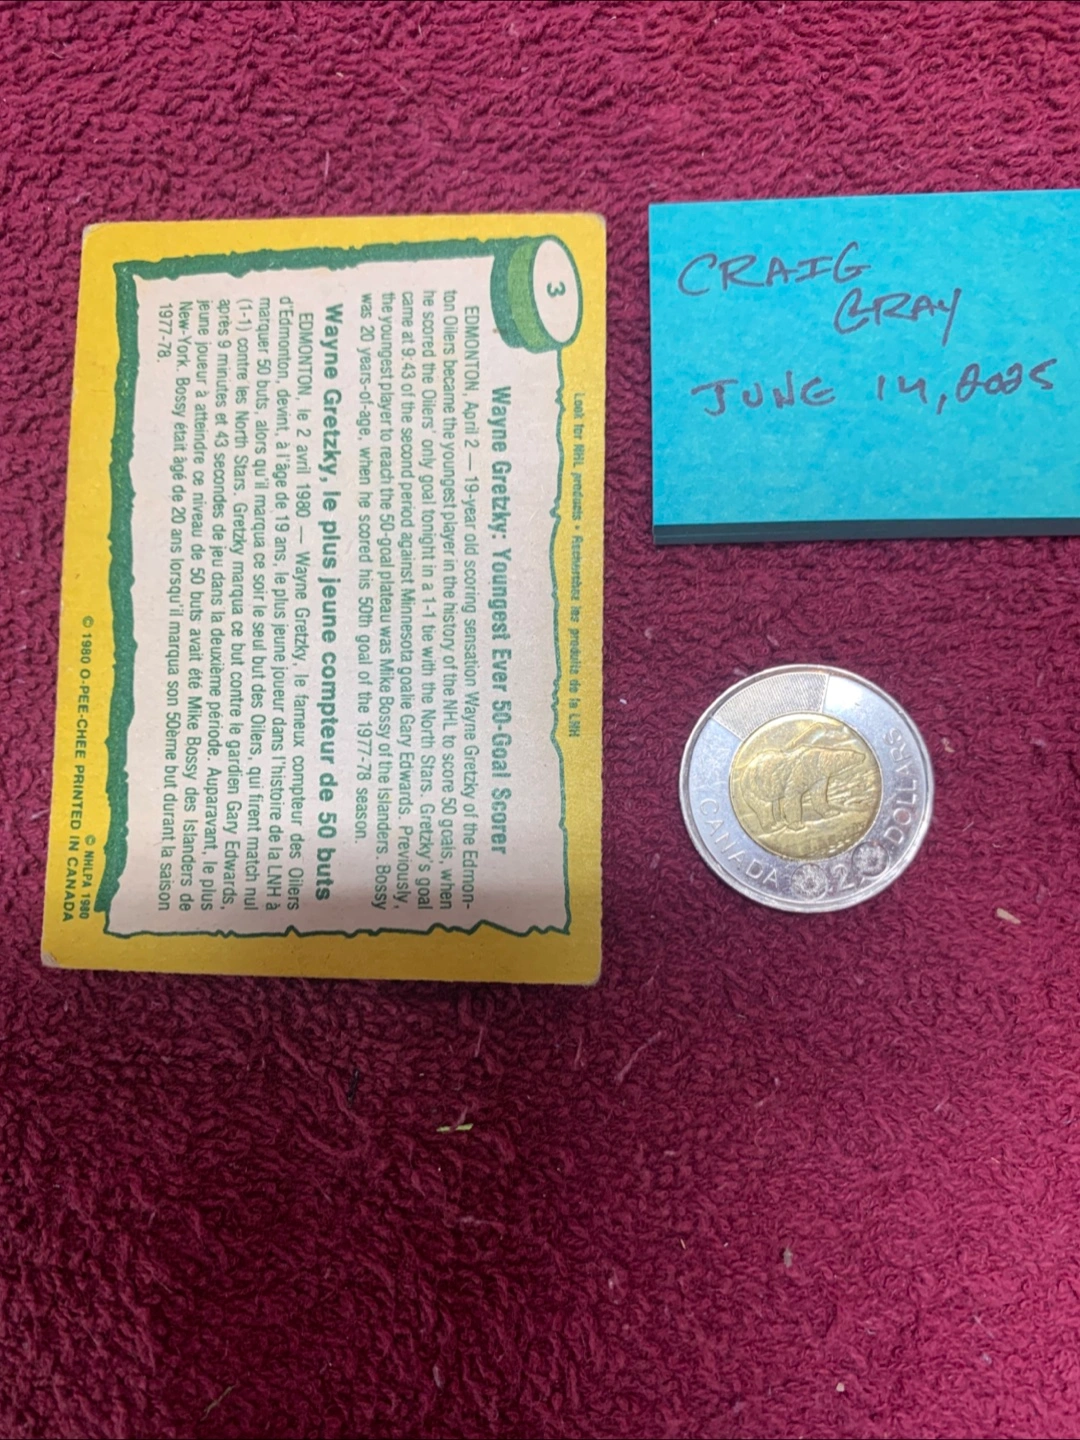 3
Look for NHL products • Recherchez les produits de la LNH
Wayne Gretzky: Youngest Ever 50-Goal Scorer
EDMONTON, April 2 — 19-year old scoring sensation Wayne Gretzky of the Edmon-
ton Oilers became the youngest player in the history of the NHL to score 50 goals, when
he scored the Oilers' only goal tonight in a 1-1 tie with the North Stars. Gretzky's goal
came at 9:43 of the second period against Minnesota goalie Gary Edwards. Previously,
the youngest player to reach the 50-goal plateau was Mike Bossy of the Islanders. Bossy
was 20 years-of-age, when he scored his 50th goal of the 1977-78 season.
Wayne Gretzky, le plus jeune compteur de 50 buts
EDMONTON, le 2 avril 1980 — Wayne Gretzky, le fameux compteur des Oilers
d'Edmonton, devint, à l'âge de 19 ans, le plus jeune joueur dans l'histoire de la LNH à
marquer 50 buts, alors qu'il marqua ce soir le seul but des Oilers, qui firent match nul
(1-1) contre les North Stars. Gretzky marqua ce but contre le gardien Gary Edwards,
après 9 minutes et 43 secondes de jeu dans la deuxième période. Auparavant, le plus
jeune joueur à atteindre ce niveau de 50 buts avait été Mike Bossy des Islanders de
New-York. Bossy était âgé de 20 ans lorsqu'il marqua son 50ème but durant la saison
1977-78.
© NHLPA 1980
© 1980 O-PEE-CHEE PRINTED IN CANADA
CRAIG
GRAY
JUNE 14, 2025
CANADA 2 DOLLARS